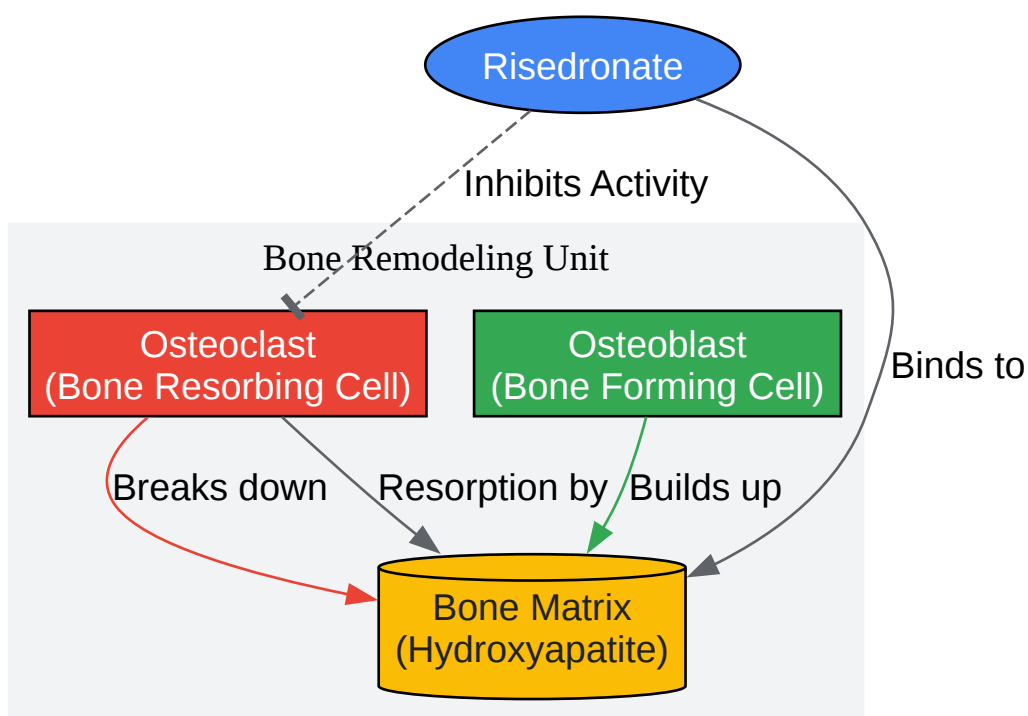 Risedronate
Inhibits Activity
Bone Remodeling Unit
Osteoclast
(Bone Resorbing Cell)
Osteoblast
(Bone Forming Cell)
Binds to
Breaks down
Resorption by
Builds up
Bone Matrix
(Hydroxyapatite)